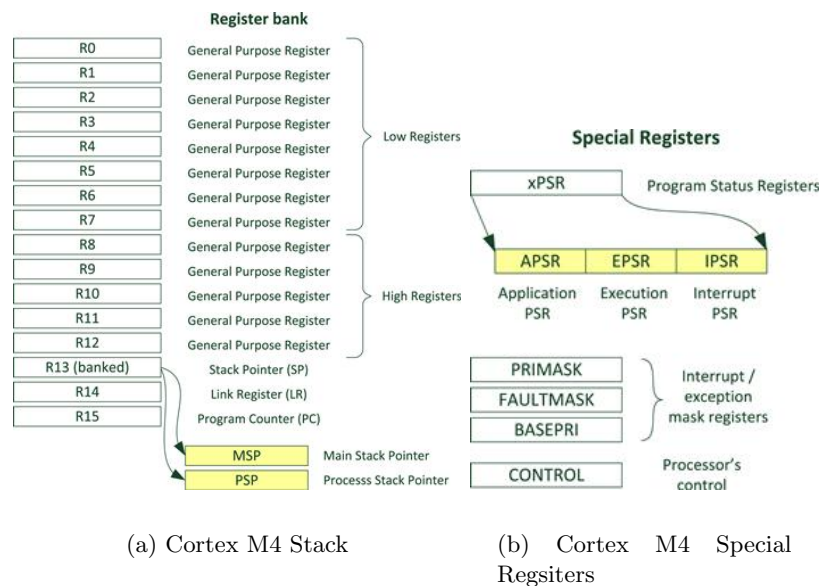 Register bank
R0 General Purpose Register
R1 General Purpose Register
R2 General Purpose Register
R3 General Purpose Register
R4 General Purpose Register
R5 General Purpose Register
R6 General Purpose Register
R7 General Purpose Register
Low Registers
R8 General Purpose Register
R9 General Purpose Register
R10 General Purpose Register
R11 General Purpose Register
R12 General Purpose Register
High Registers
R13 (banked) Stack Pointer (SP)
R14 Link Register (LR)
R15 Program Counter (PC)
MSP Main Stack Pointer
PSP Processs Stack Pointer
(a) Cortex M4 Stack
Special Registers
xPSR Program Status Registers
APSR EPSR IPSR
Application Execution Interrupt
PSR PSR PSR
PRIMASK
FAULTMASK
BASEPRI
Interrupt /
exception
mask registers
CONTROL
Processor's
control
(b) Cortex M4 Special
Regsiters